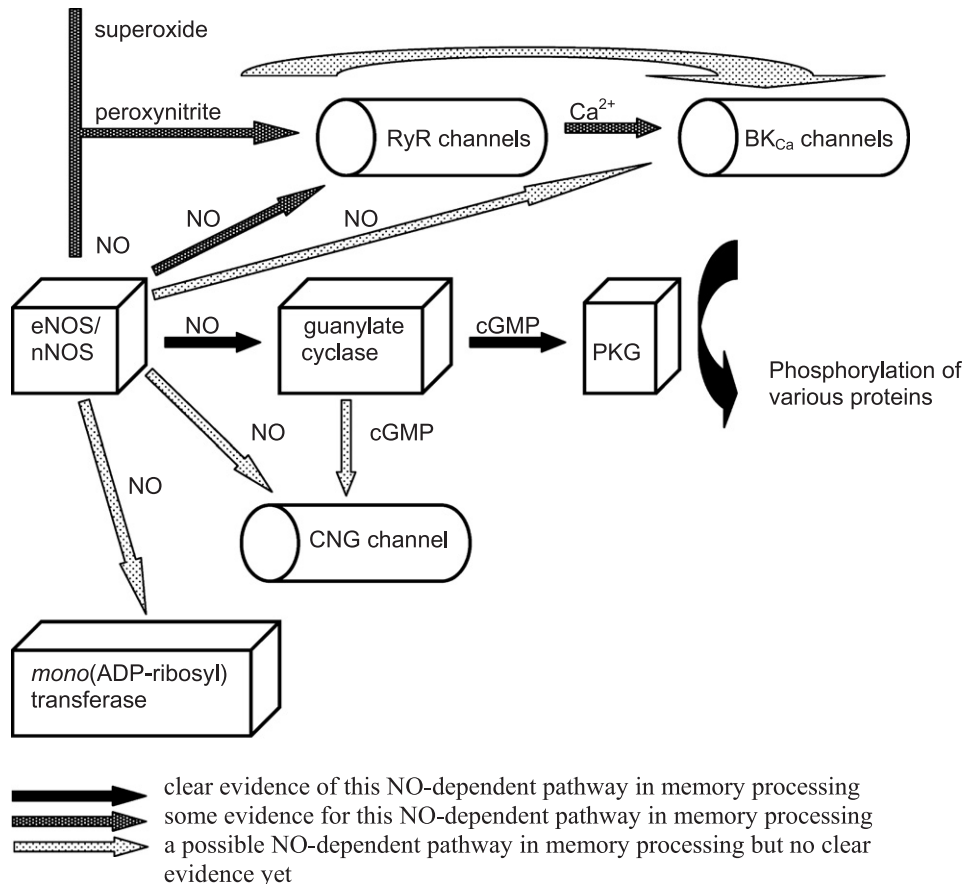 superoxide
peroxynitrite
RyR channels
Ca²⁺
BK_Ca channels
NO
NO
NO
eNOS/
nNOS
NO
guanylate
cyclase
cGMP
PKG
Phosphorylation of
various proteins
NO
cGMP
NO
CNG channel
mono(ADP-ribosyl)
transferase
clear evidence of this NO-dependent pathway in memory processing
some evidence for this NO-dependent pathway in memory processing
a possible NO-dependent pathway in memory processing but no clear
evidence yet